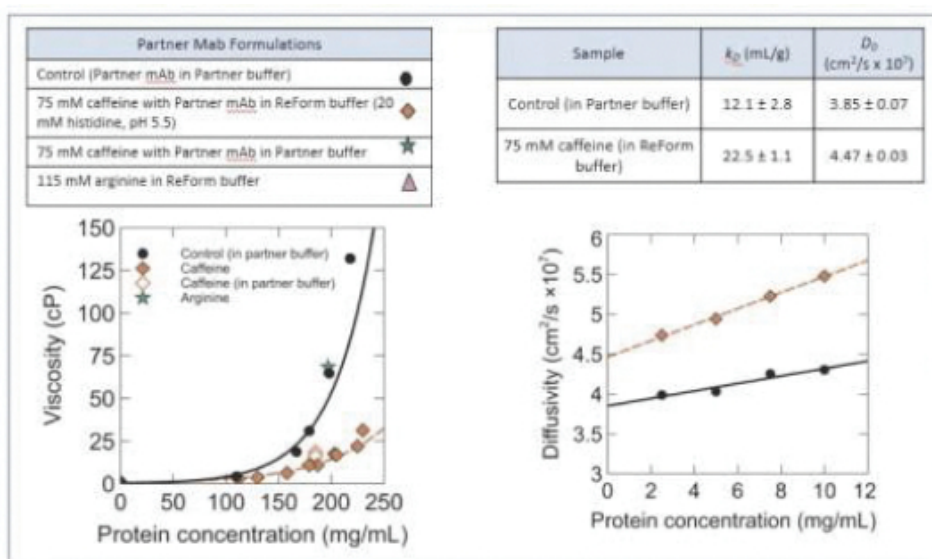 Partner Mab Formulations
Control (Partner mAb in Partner buffer)
75 mM caffeine with Partner mAb in ReForm buffer (20
mM histidine, pH 5.5)
75 mM caffeine with Partner mAb in Partner buffer
115 mM arginine in ReForm buffer
Sample
k_D (mL/g)
D_0
(cm²/s x 10⁷)
Control (in Partner buffer)
12.1 ± 2.8
3.85 ± 0.07
75 mM caffeine (in ReForm
buffer)
22.5 ± 1.1
4.47 ± 0.03
150
125
100
75
50
25
0
Viscosity (cP)
Control (in partner buffer)
Caffeine
Caffeine (in partner buffer)
Arginine
0 50 100 150 200 250
Protein concentration (mg/mL)
6
5.5
5
4.5
4
3.5
3
Diffusivity (cm²/s ×10⁷)
0 2 4 6 8 10 12
Protein concentration (mg/mL)